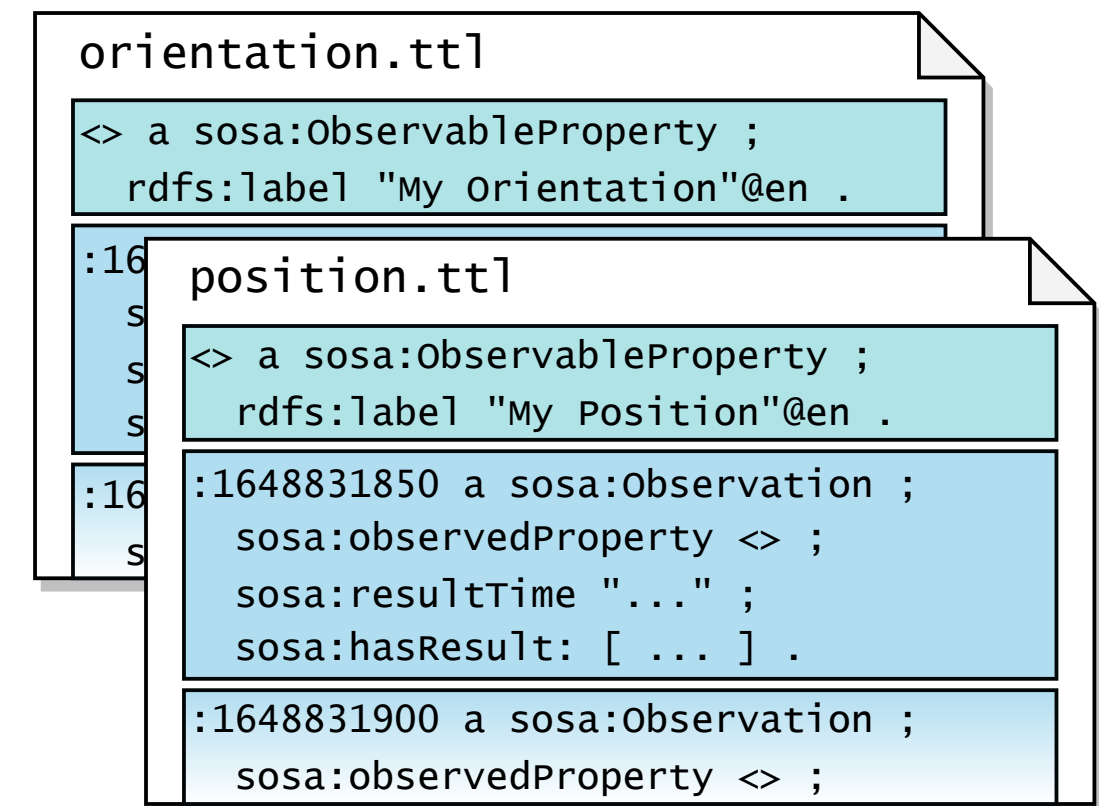 orientation.ttl
<> a sosa:ObservableProperty ;
rdfs:label "My Orientation"@en .
:16
s
s
s
:16
s
position.ttl
<> a sosa:ObservableProperty ;
rdfs:label "My Position"@en .
:1648831850 a sosa:Observation ;
sosa:observedProperty <> ;
sosa:resultTime "..." ;
sosa:hasResult: [ ... ] .
:1648831900 a sosa:Observation ;
sosa:observedProperty <> ;